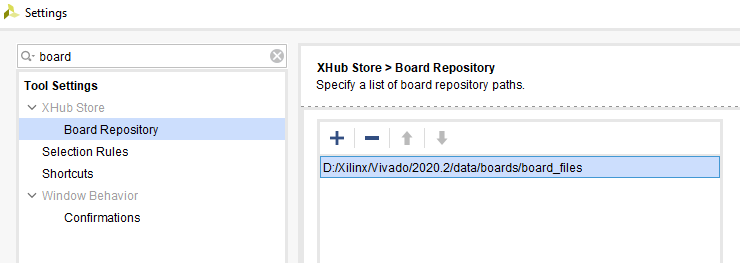 Settings
board
Tool Settings
XHub Store
Board Repository
Selection Rules
Shortcuts
Window Behavior
Confirmations
XHub Store > Board Repository
Specify a list of board repository paths.
D:/Xilinx/Vivado/2020.2/data/boards/board_files